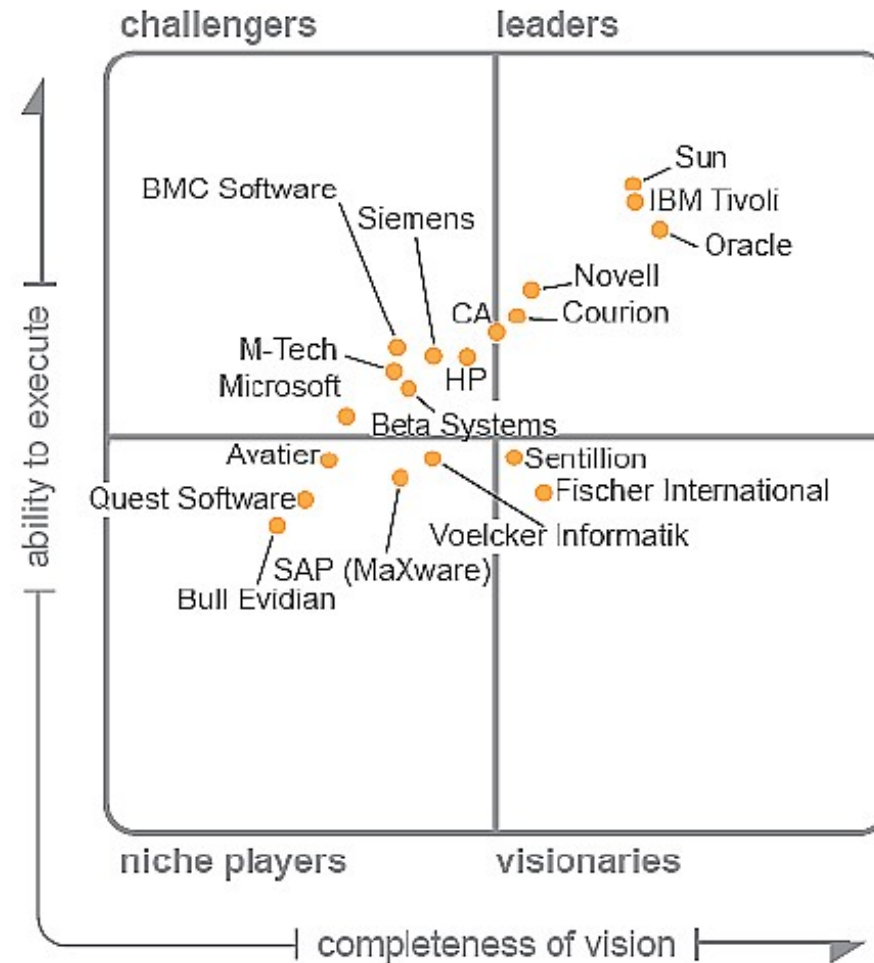 challengers
leaders
Sun
BMC Software
IBM Tivoli
Siemens
Oracle
Novell
CA
Courion
M-Tech
HP
Microsoft
Beta Systems
Avatier
Sentillion
Quest Software
Fischer International
Voelcker Informatik
SAP (MaXware)
Bull Evidian
ability to execute
niche players
visionaries
completeness of vision